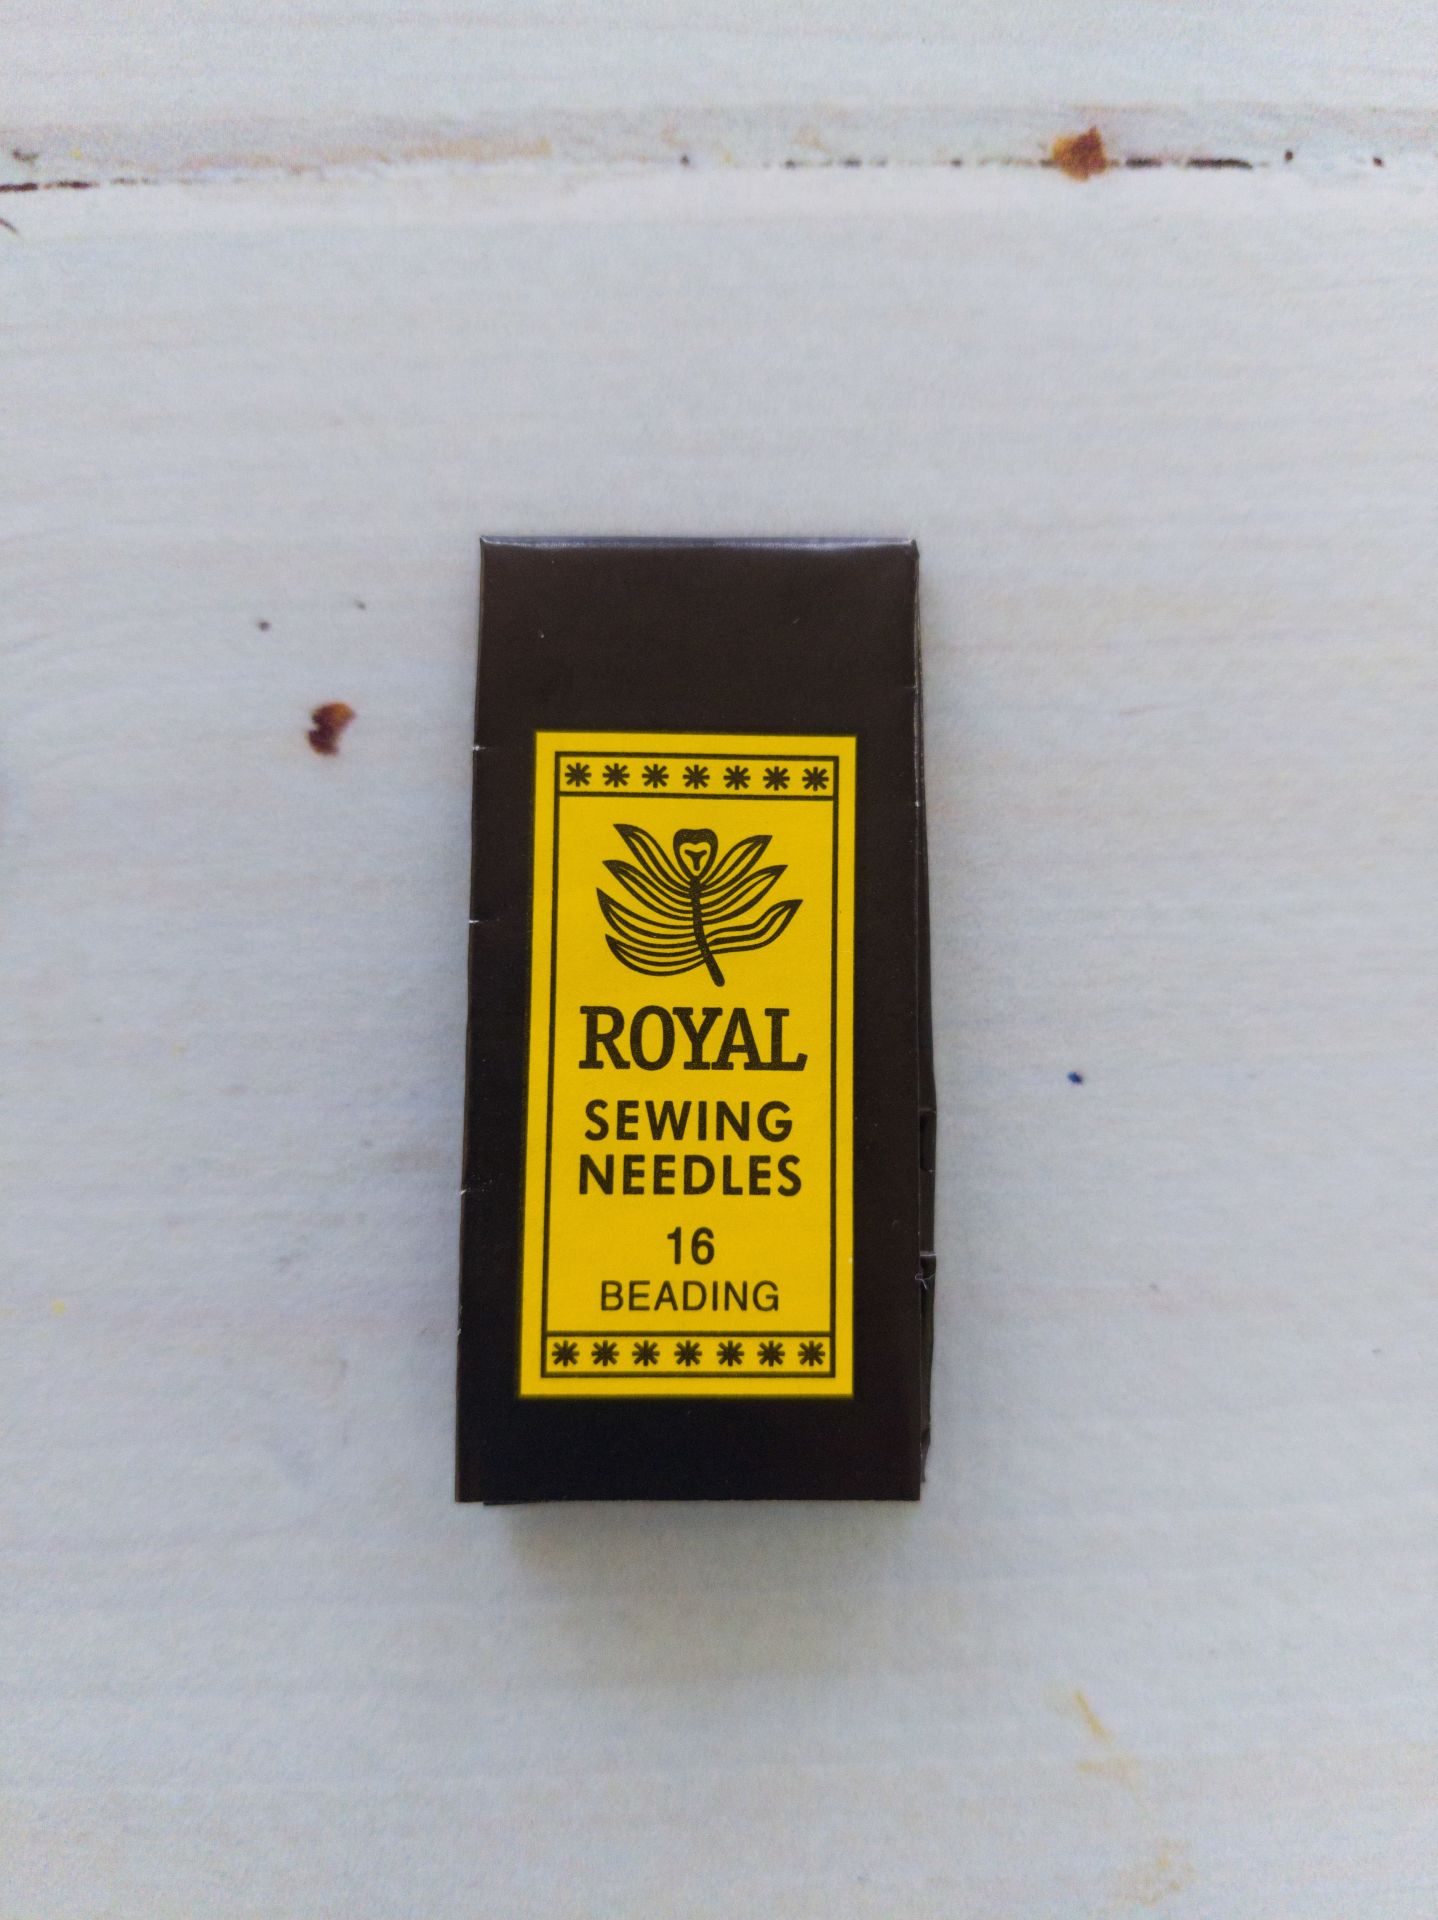 ROYAL
SEWING
NEEDLES
16
BEADING